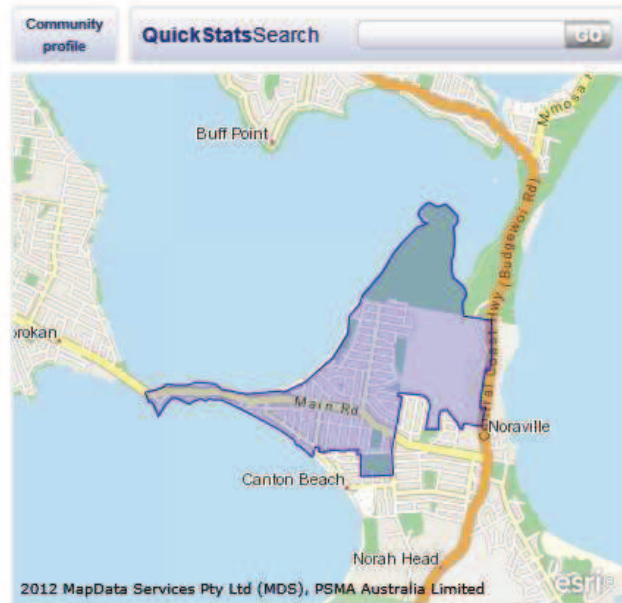 Community
profile
QuickStatsSearch
GO
Mimosa
Buff Point
Central Coast Hwy (Budgewoi Rd)
orokan
Main Rd
Noraville
Canton Beach
Norah Head
2012 MapData Services Pty Ltd (MDS), PSMA Australia Limited
esri